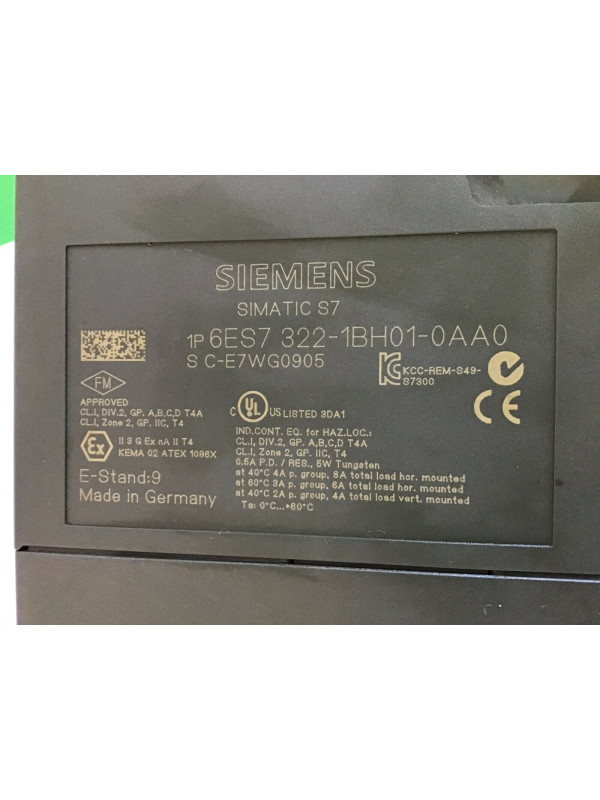 SIEMENS
SIMATIC S7
1P 6ES7 322-1BH01-0AA0
S C-E7WG0905
KCC-REM-S49-
S7300
FM
APPROVED
CL.I, DIV.2, GP. A,B,C,D T4A
CL.I, Zone 2, GP. IIC, T4
C UL US LISTED 3DA1
CE
IND.CONT. EQ. for HAZ.LOC.:
CL.I, DIV.2, GP. A,B,C,D T4A
CL.I, Zone 2, GP. IIC, T4
0.5A P.D. / RES., 5W Tungsten
at 40°C 4A p. group, 8A total load hor. mounted
at 60°C 3A p. group, 6A total load hor. mounted
at 40°C 2A p. group, 4A total load vert. mounted
Ta: 0°C...+60°C
Ex II 3 G Ex nA II T4
KEMA 02 ATEX 1096X
E-Stand:9
Made in Germany